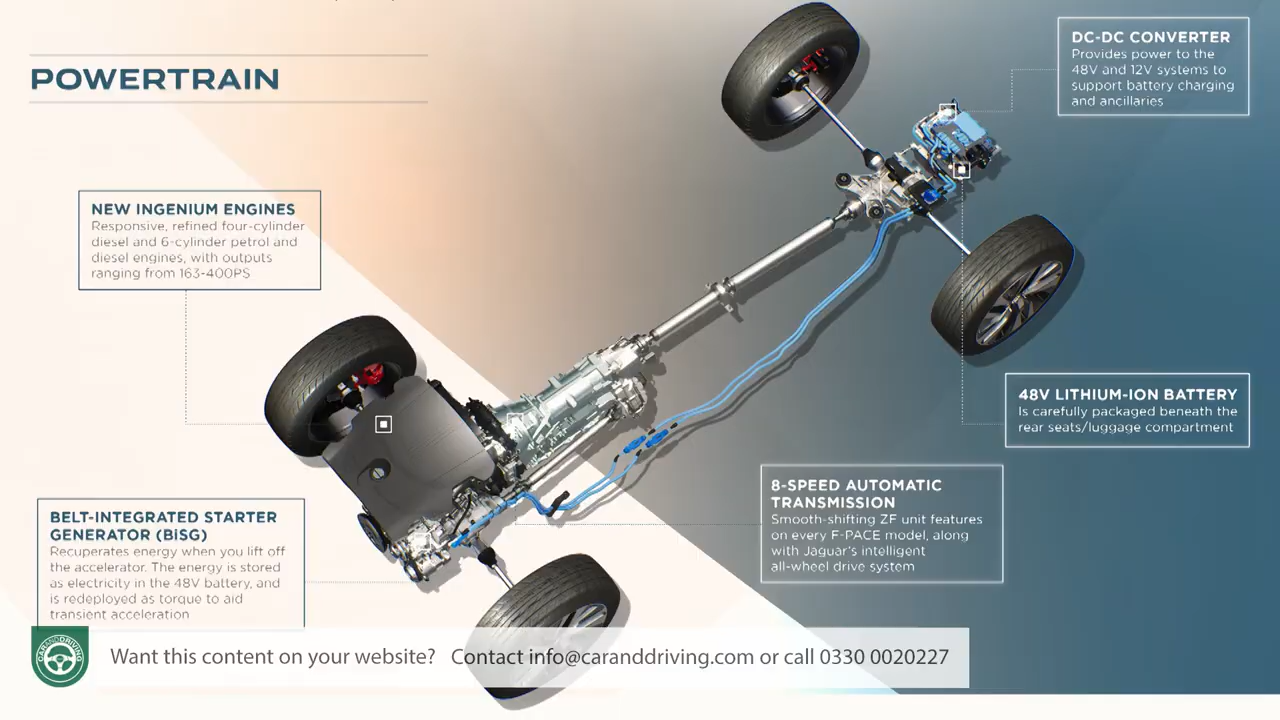 POWERTRAIN
DC-DC CONVERTER
Provides power to the
48V and 12V systems to
support battery charging
and ancillaries
NEW INGENIUM ENGINES
Responsive, refined four-cylinder
diesel and 6-cylinder petrol and
diesel engines, with outputs
ranging from 163-400PS
48V LITHIUM-ION BATTERY
Is carefully packaged beneath the
rear seats/luggage compartment
8-SPEED AUTOMATIC
TRANSMISSION
Smooth-shifting ZF unit features
on every F-PACE model, along
with Jaguar's intelligent
all-wheel drive system
BELT-INTEGRATED STARTER
GENERATOR (BiSG)
Recuperates energy when you lift off
the accelerator. The energy is stored
as electricity in the 48V battery, and
is redeployed as torque to aid
transient acceleration
CARANDDRIVING
Want this content on your website? Contact info@caranddriving.com or call 0330 0020227